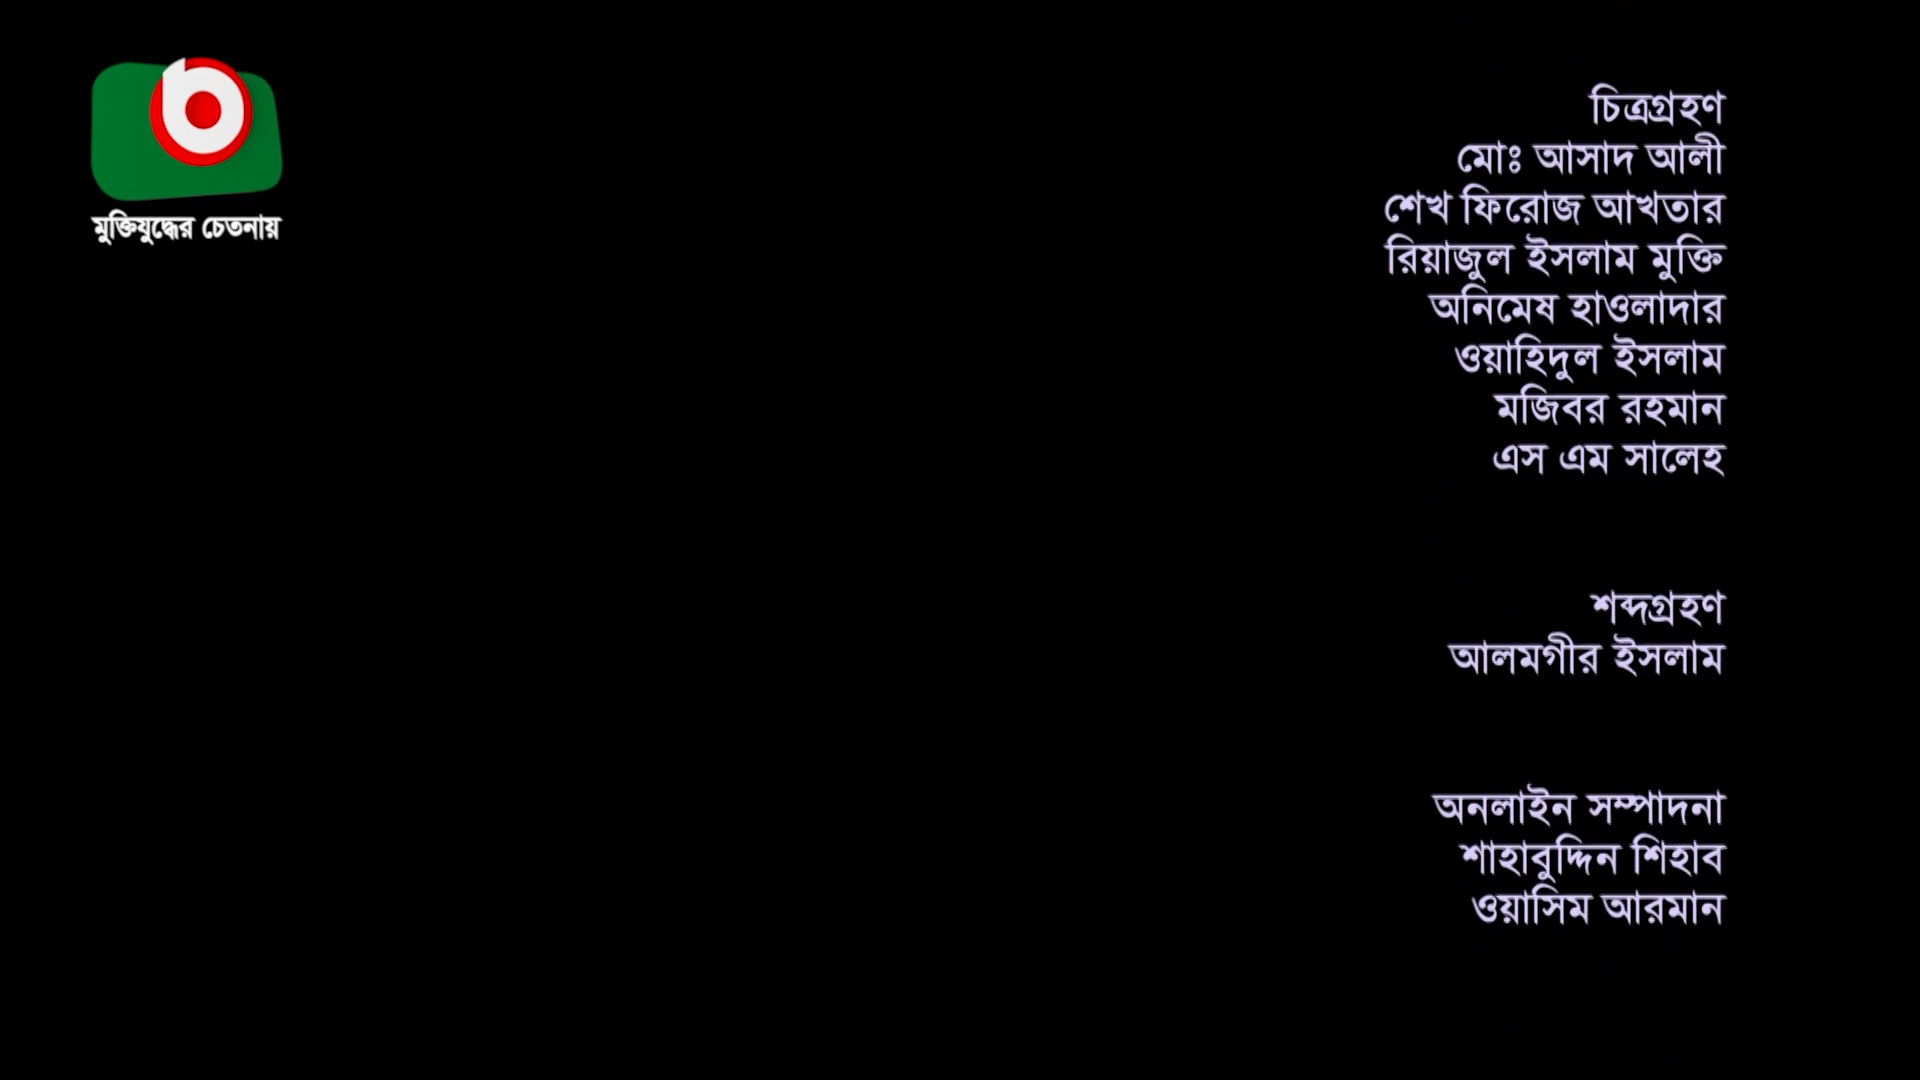 মুক্তিযুদ্ধের চেতনায়
চিত্রগ্রহণ
মোঃ আসাদ আলী
শেখ ফিরোজ আখতার
রিয়াজুল ইসলাম মুক্তি
অনিমেষ হাওলাদার
ওয়াহিদুল ইসলাম
মজিবর রহমান
এস এম সালেহ
শব্দগ্রহণ
আলমগীর ইসলাম
অনলাইন সম্পাদনা
শাহাবুদ্দিন শিহাব
ওয়াসিম আরমান